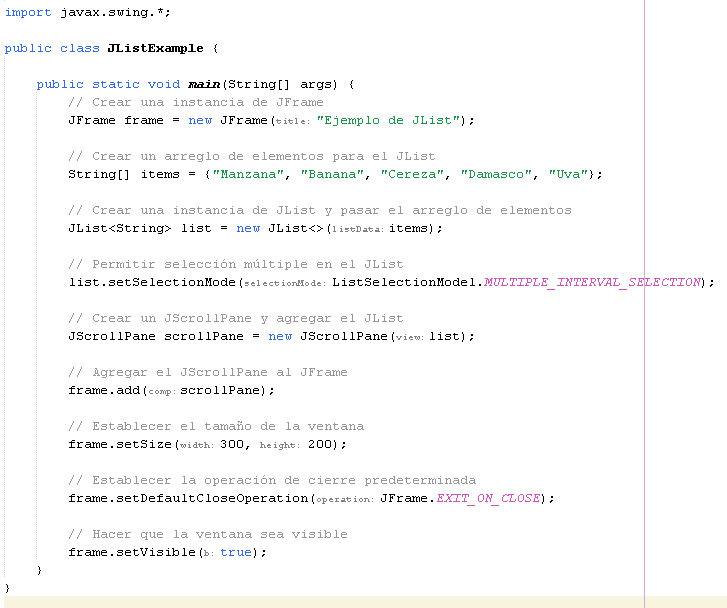 import javax.swing.*;
public class JListExample {
public static void main(String[] args) {
// Crear una instancia de JFrame
JFrame frame = new JFrame(title: "Ejemplo de JList");
// Crear un arreglo de elementos para el JList
String[] items = {"Manzana", "Banana", "Cereza", "Damasco", "Uva"};
// Crear una instancia de JList y pasar el arreglo de elementos
JList<String> list = new JList<>(listData: items);
// Permitir selección múltiple en el JList
list.setSelectionMode(selectionMode: ListSelectionModel.MULTIPLE_INTERVAL_SELECTION);
// Crear un JScrollPane y agregar el JList
JScrollPane scrollPane = new JScrollPane(view: list);
// Agregar el JScrollPane al JFrame
frame.add(comp: scrollPane);
// Establecer el tamaño de la ventana
frame.setSize(width: 300, height: 200);
// Establecer la operación de cierre predeterminada
frame.setDefaultCloseOperation(operation: JFrame.EXIT_ON_CLOSE);
// Hacer que la ventana sea visible
frame.setVisible(b: true);
}
}